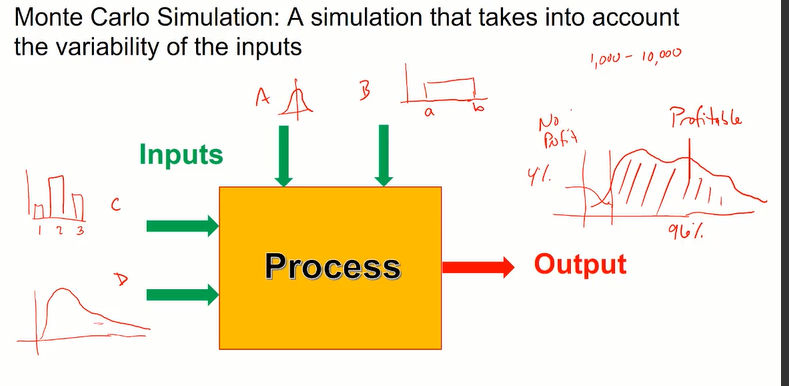 Monte Carlo Simulation: A simulation that takes into account
the variability of the inputs
1,000 - 10,000
A
B
a
b
No
Profit
Profitable
Inputs
4%
C
1 2 3
96%
Process
Output
D